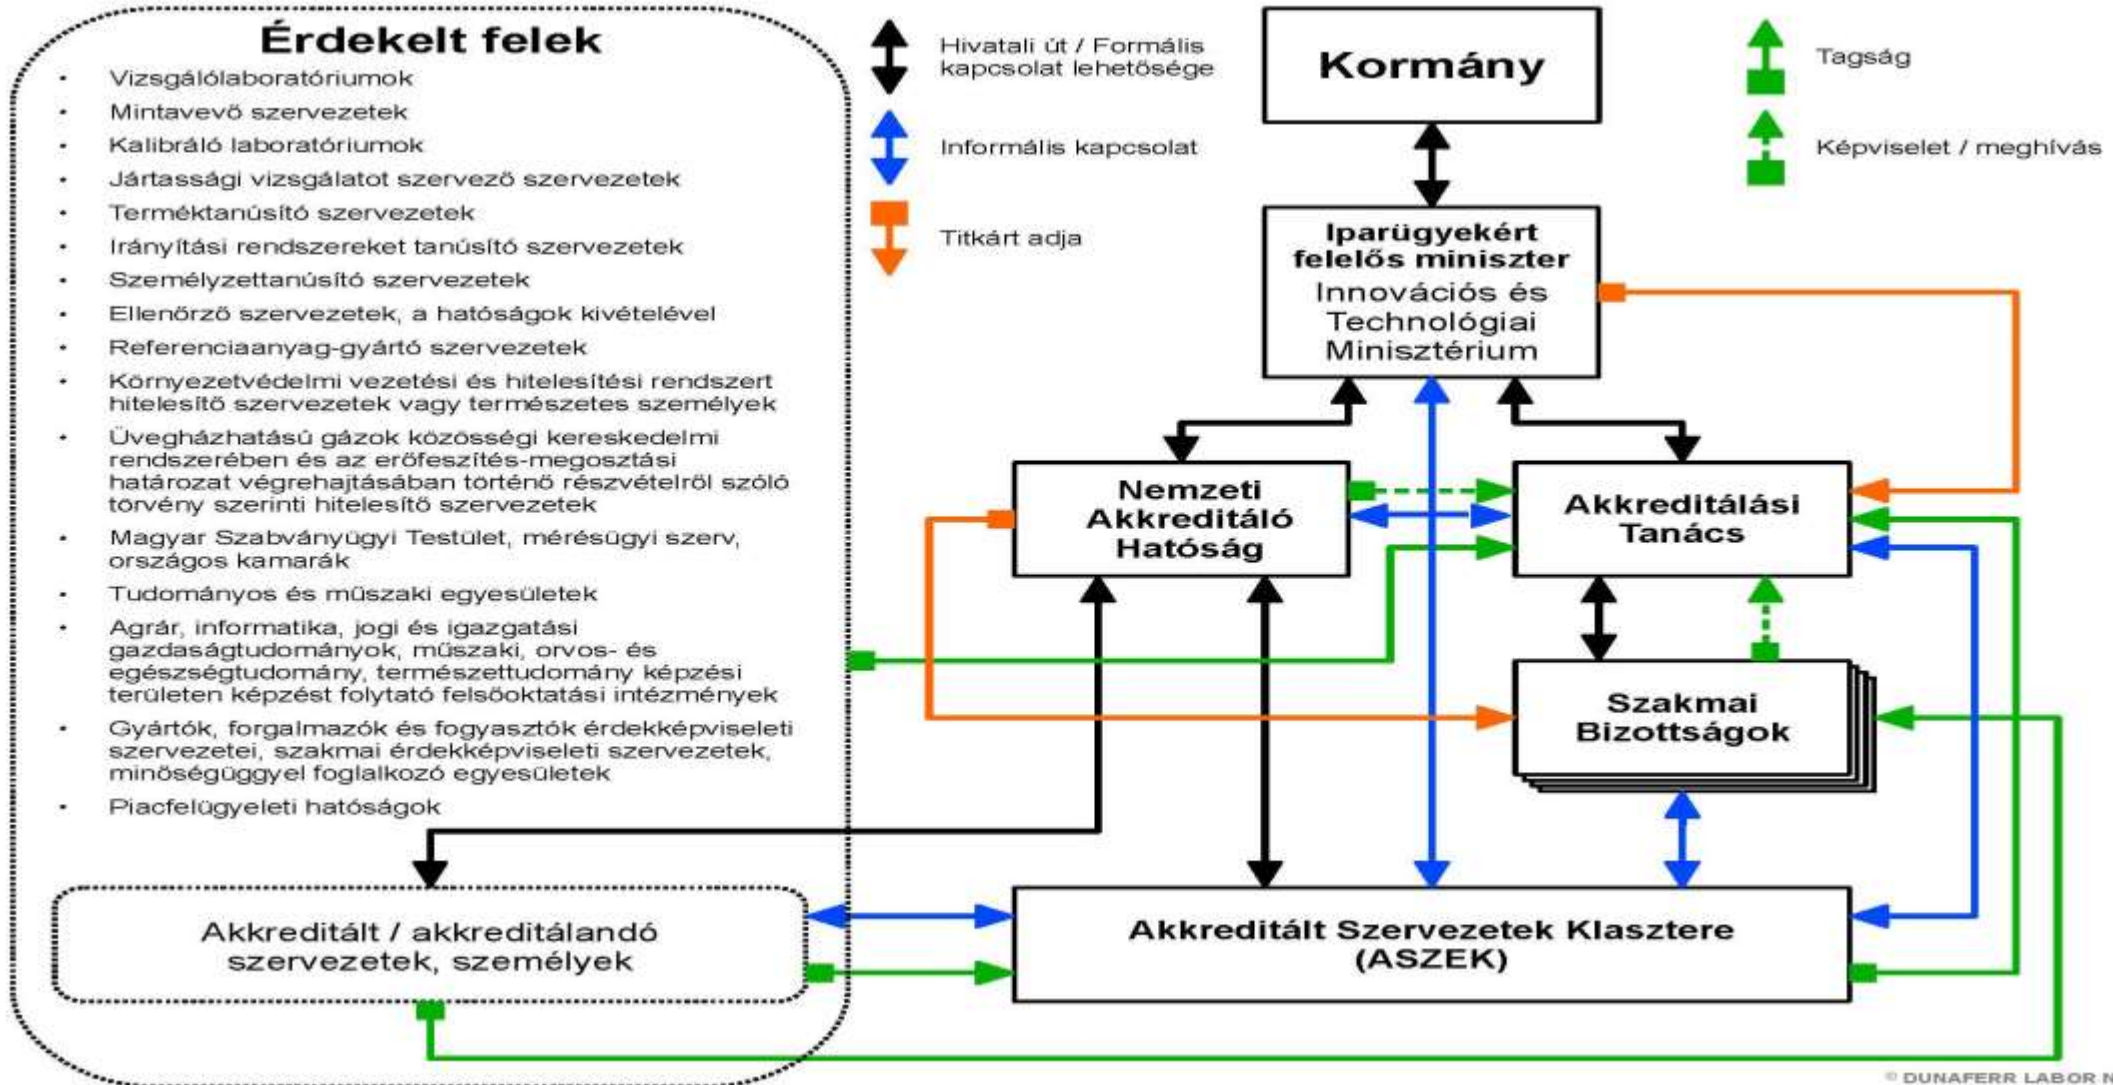 Érdekelt felek
• Vizsgálólaboratóriumok
• Mintavevő szervezetek
• Kalibráló laboratóriumok
• Jártassági vizsgálatot szervező szervezetek
• Terméktanúsító szervezetek
• Irányítási rendszereket tanúsító szervezetek
• Személyzettanúsító szervezetek
• Ellenőrző szervezetek, a hatóságok kivételével
• Referenciaanyag-gyártó szervezetek
• Környezetvédelmi vezetési és hitelesítési rendszert
hitelesítő szervezetek vagy természetes személyek
• Üvegházhatású gázok közösségi kereskedelmi
rendszerében és az erőfeszítés-megosztási
határozat végrehajtásában történő részvételről szóló
törvény szerinti hitelesítő szervezetek
• Magyar Szabványügyi Testület, mérésügyi szerv,
országos kamarák
• Tudományos és műszaki egyesületek
• Agrár, informatika, jogi és igazgatási
gazdaságtudományok, műszaki, orvos- és
egészségtudomány, természettudomány képzési
területen képzést folytató felsőoktatási intézmények
• Gyártók, forgalmazók és fogyasztók érdekképviseleti
szervezetei, szakmai érdekképviseleti szervezetek,
minőségüggyel foglalkozó egyesületek
• Piacfelügyeleti hatóságok
Akkreditált / akkreditálandó
szervezetek, személyek
Hivatali út / Formális
kapcsolat lehetősége
Informális kapcsolat
Titkárt adja
Kormány
Tagság
Képviselet / meghívás
Iparügyekért
felelős miniszter
Innovációs és
Technológiai
Minisztérium
Nemzeti
Akkreditáló
Hatóság
Akkreditálási
Tanács
Szakmai
Bizottságok
Akkreditált Szervezetek Klasztere
(ASZEK)
© DUNAFERR LABOR N